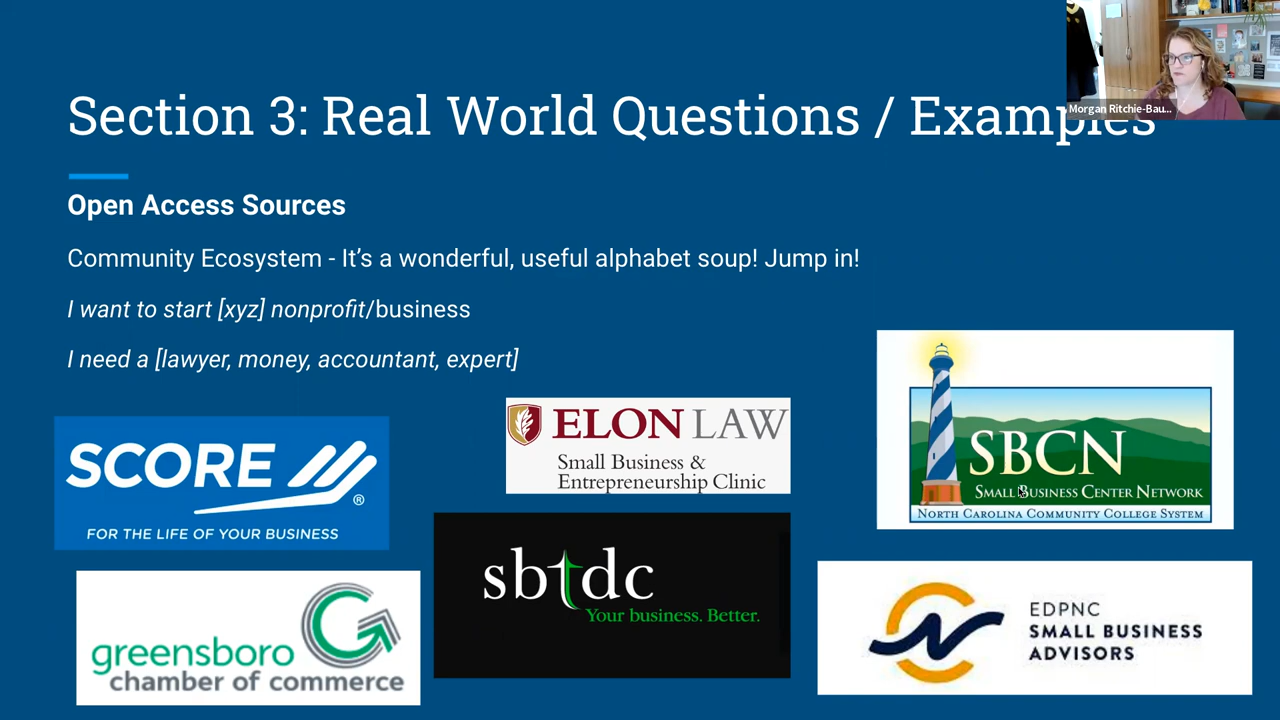 Section 3: Real World Questions / Examples
Morgan Ritchie-Bau...
Open Access Sources
Community Ecosystem - It’s a wonderful, useful alphabet soup! Jump in!
I want to start [xyz] nonprofit/business
I need a [lawyer, money, accountant, expert]
SCORE
®
FOR THE LIFE OF YOUR BUSINESS
ELON LAW
Small Business &
Entrepreneurship Clinic
SBCN
SMALL BUSINESS CENTER NETWORK
NORTH CAROLINA COMMUNITY COLLEGE SYSTEM
greensboro
chamber of commerce
sbtdc
Your business. Better.
EDPNC
SMALL BUSINESS
ADVISORS